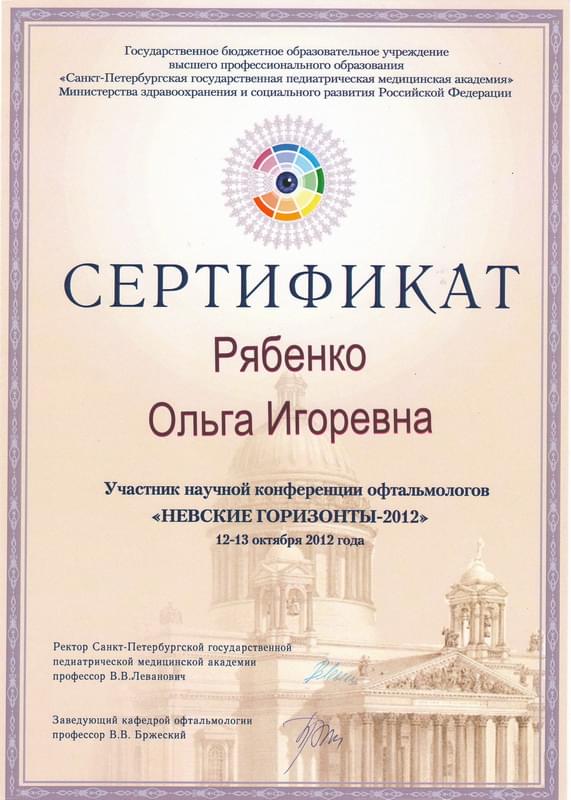 Государственное бюджетное образовательное учреждение
высшего профессионального образования
«Санкт-Петербургская государственная педиатрическая медицинская академия»
Министерства здравоохранения и социального развития Российской Федерации
СЕРТИФИКАТ
Рябенко
Ольга Игоревна
Участник научной конференции офтальмологов
«НЕВСКИЕ ГОРИЗОНТЫ-2012»
12-13 октября 2012 года
Ректор Санкт-Петербургской государственной
педиатрической медицинской академии
профессор В.В.Леванович
Заведующий кафедрой офтальмологии
профессор В.В. Бржеский